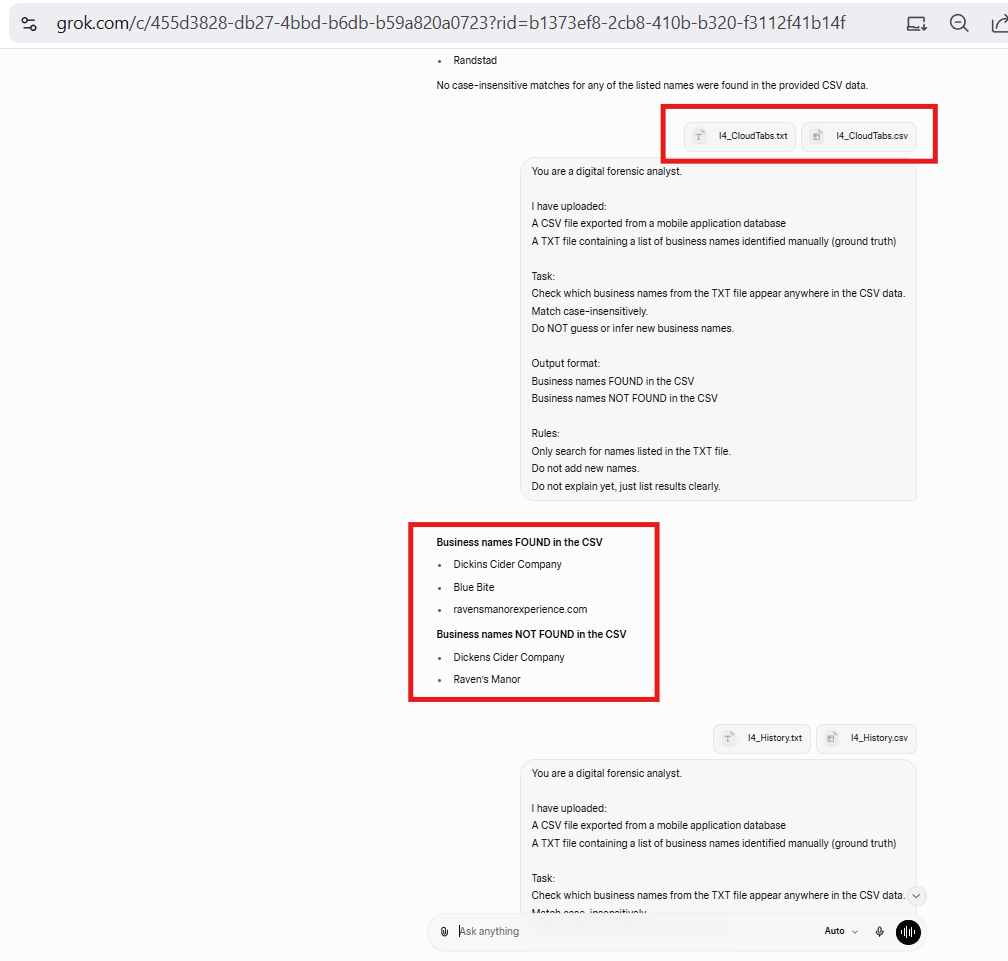 grok.com/c/455d3828-db27-4bbd-b6db-b59a820a0723?rid=b1373ef8-2cb8-410b-b320-f3112f41b14f
• Randstad
No case-insensitive matches for any of the listed names were found in the provided CSV data.
I4_CloudTabs.txt I4_CloudTabs.csv
You are a digital forensic analyst.
I have uploaded:
A CSV file exported from a mobile application database
A TXT file containing a list of business names identified manually (ground truth)
Task:
Check which business names from the TXT file appear anywhere in the CSV data.
Match case-insensitively.
Do NOT guess or infer new business names.
Output format:
Business names FOUND in the CSV
Business names NOT FOUND in the CSV
Rules:
Only search for names listed in the TXT file.
Do not add new names.
Do not explain yet, just list results clearly.
Business names FOUND in the CSV
• Dickins Cider Company
• Blue Bite
• ravensmanorexperience.com
Business names NOT FOUND in the CSV
• Dickens Cider Company
• Raven's Manor
I4_History.txt I4_History.csv
You are a digital forensic analyst.
I have uploaded:
A CSV file exported from a mobile application database
A TXT file containing a list of business names identified manually (ground truth)
Task:
Check which business names from the TXT file appear anywhere in the CSV data.
Match case-insensitively.
Ask anything Auto